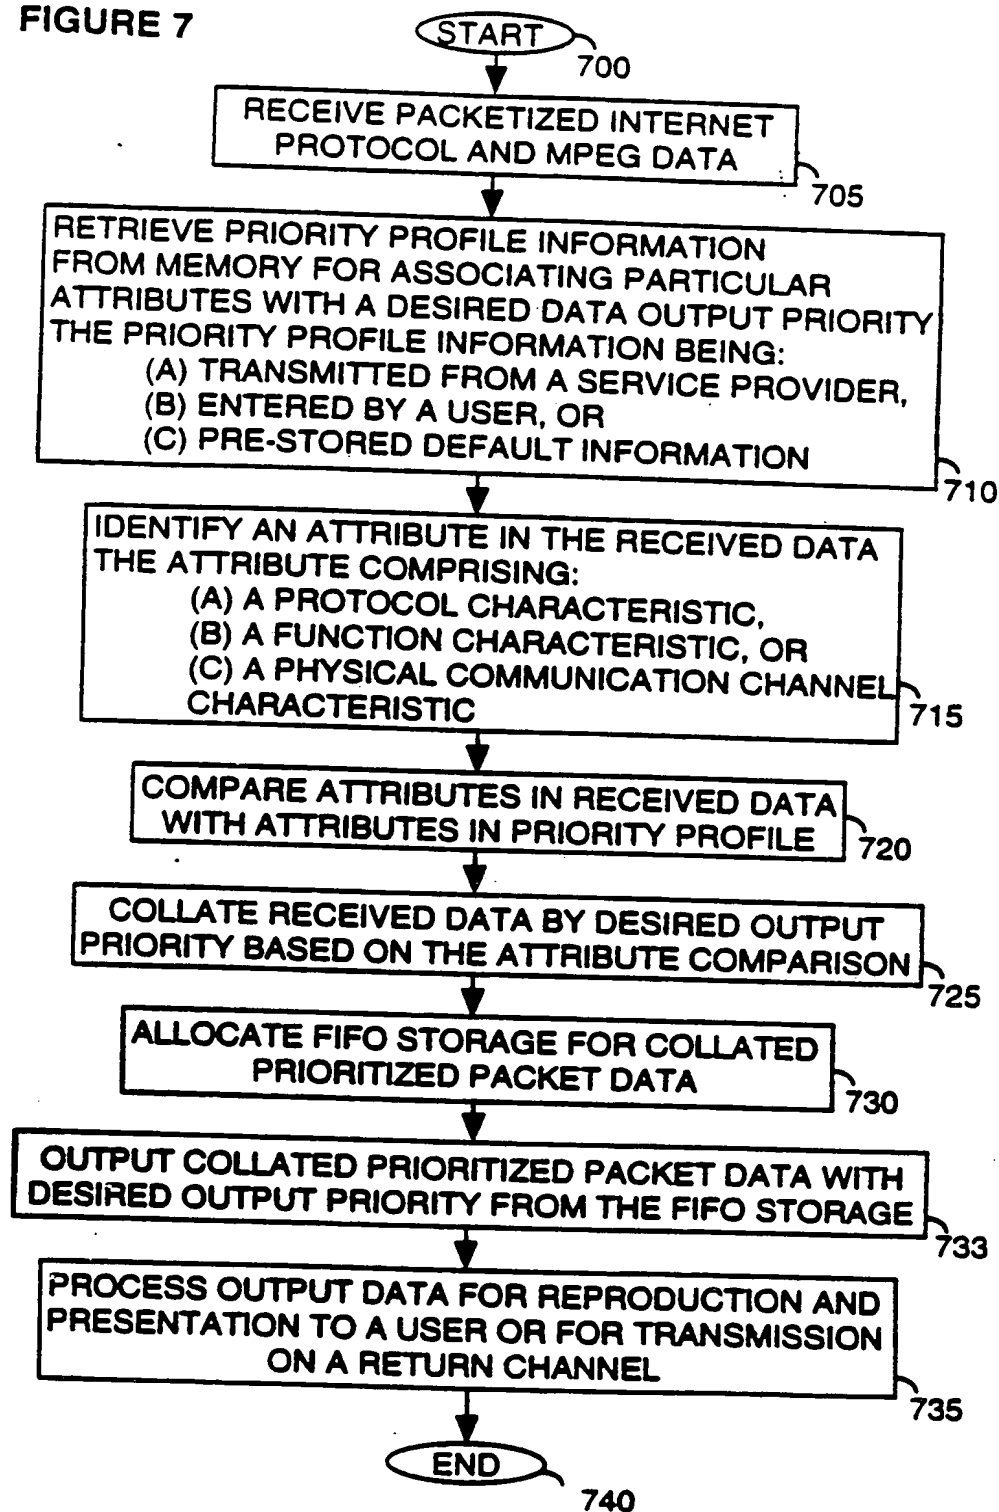 FIGURE 7
START
700
RECEIVE PACKETIZED INTERNET
PROTOCOL AND MPEG DATA
705
RETRIEVE PRIORITY PROFILE INFORMATION
FROM MEMORY FOR ASSOCIATING PARTICULAR
ATTRIBUTES WITH A DESIRED DATA OUTPUT PRIORITY
THE PRIORITY PROFILE INFORMATION BEING:
(A) TRANSMITTED FROM A SERVICE PROVIDER,
(B) ENTERED BY A USER, OR
(C) PRE-STORED DEFAULT INFORMATION
710
IDENTIFY AN ATTRIBUTE IN THE RECEIVED DATA
THE ATTRIBUTE COMPRISING:
(A) A PROTOCOL CHARACTERISTIC,
(B) A FUNCTION CHARACTERISTIC, OR
(C) A PHYSICAL COMMUNICATION CHANNEL
CHARACTERISTIC
715
COMPARE ATTRIBUTES IN RECEIVED DATA
WITH ATTRIBUTES IN PRIORITY PROFILE
720
COLLATE RECEIVED DATA BY DESIRED OUTPUT
PRIORITY BASED ON THE ATTRIBUTE COMPARISON
725
ALLOCATE FIFO STORAGE FOR COLLATED
PRIORITIZED PACKET DATA
730
OUTPUT COLLATED PRIORITIZED PACKET DATA WITH
DESIRED OUTPUT PRIORITY FROM THE FIFO STORAGE
733
PROCESS OUTPUT DATA FOR REPRODUCTION AND
PRESENTATION TO A USER OR FOR TRANSMISSION
ON A RETURN CHANNEL
735
END
740